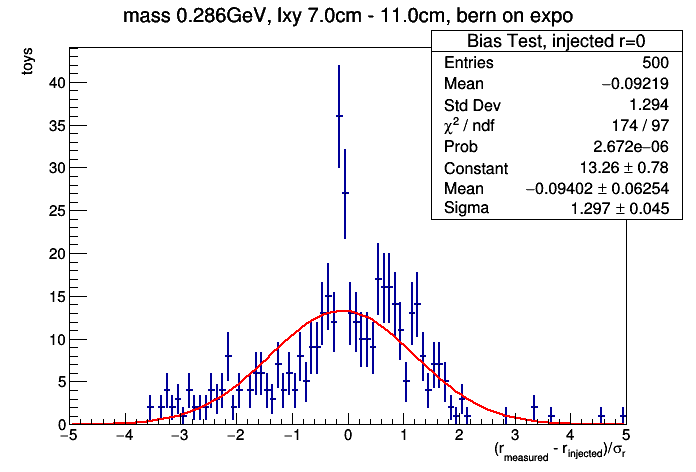 mass 0.286GeV, lxy 7.0cm - 11.0cm, bern on expo
Bias Test, injected r=0
Entries 500
Mean −0.09219
Std Dev 1.294
χ² / ndf 174 / 97
Prob 2.672e−06
Constant 13.26 ± 0.78
Mean −0.09402 ± 0.06254
Sigma 1.297 ± 0.045
toys
40
35
30
25
20
15
10
5
0
−5 −4 −3 −2 −1 0 1 2 3 4 5
(r_measured - r_injected)/σ_r